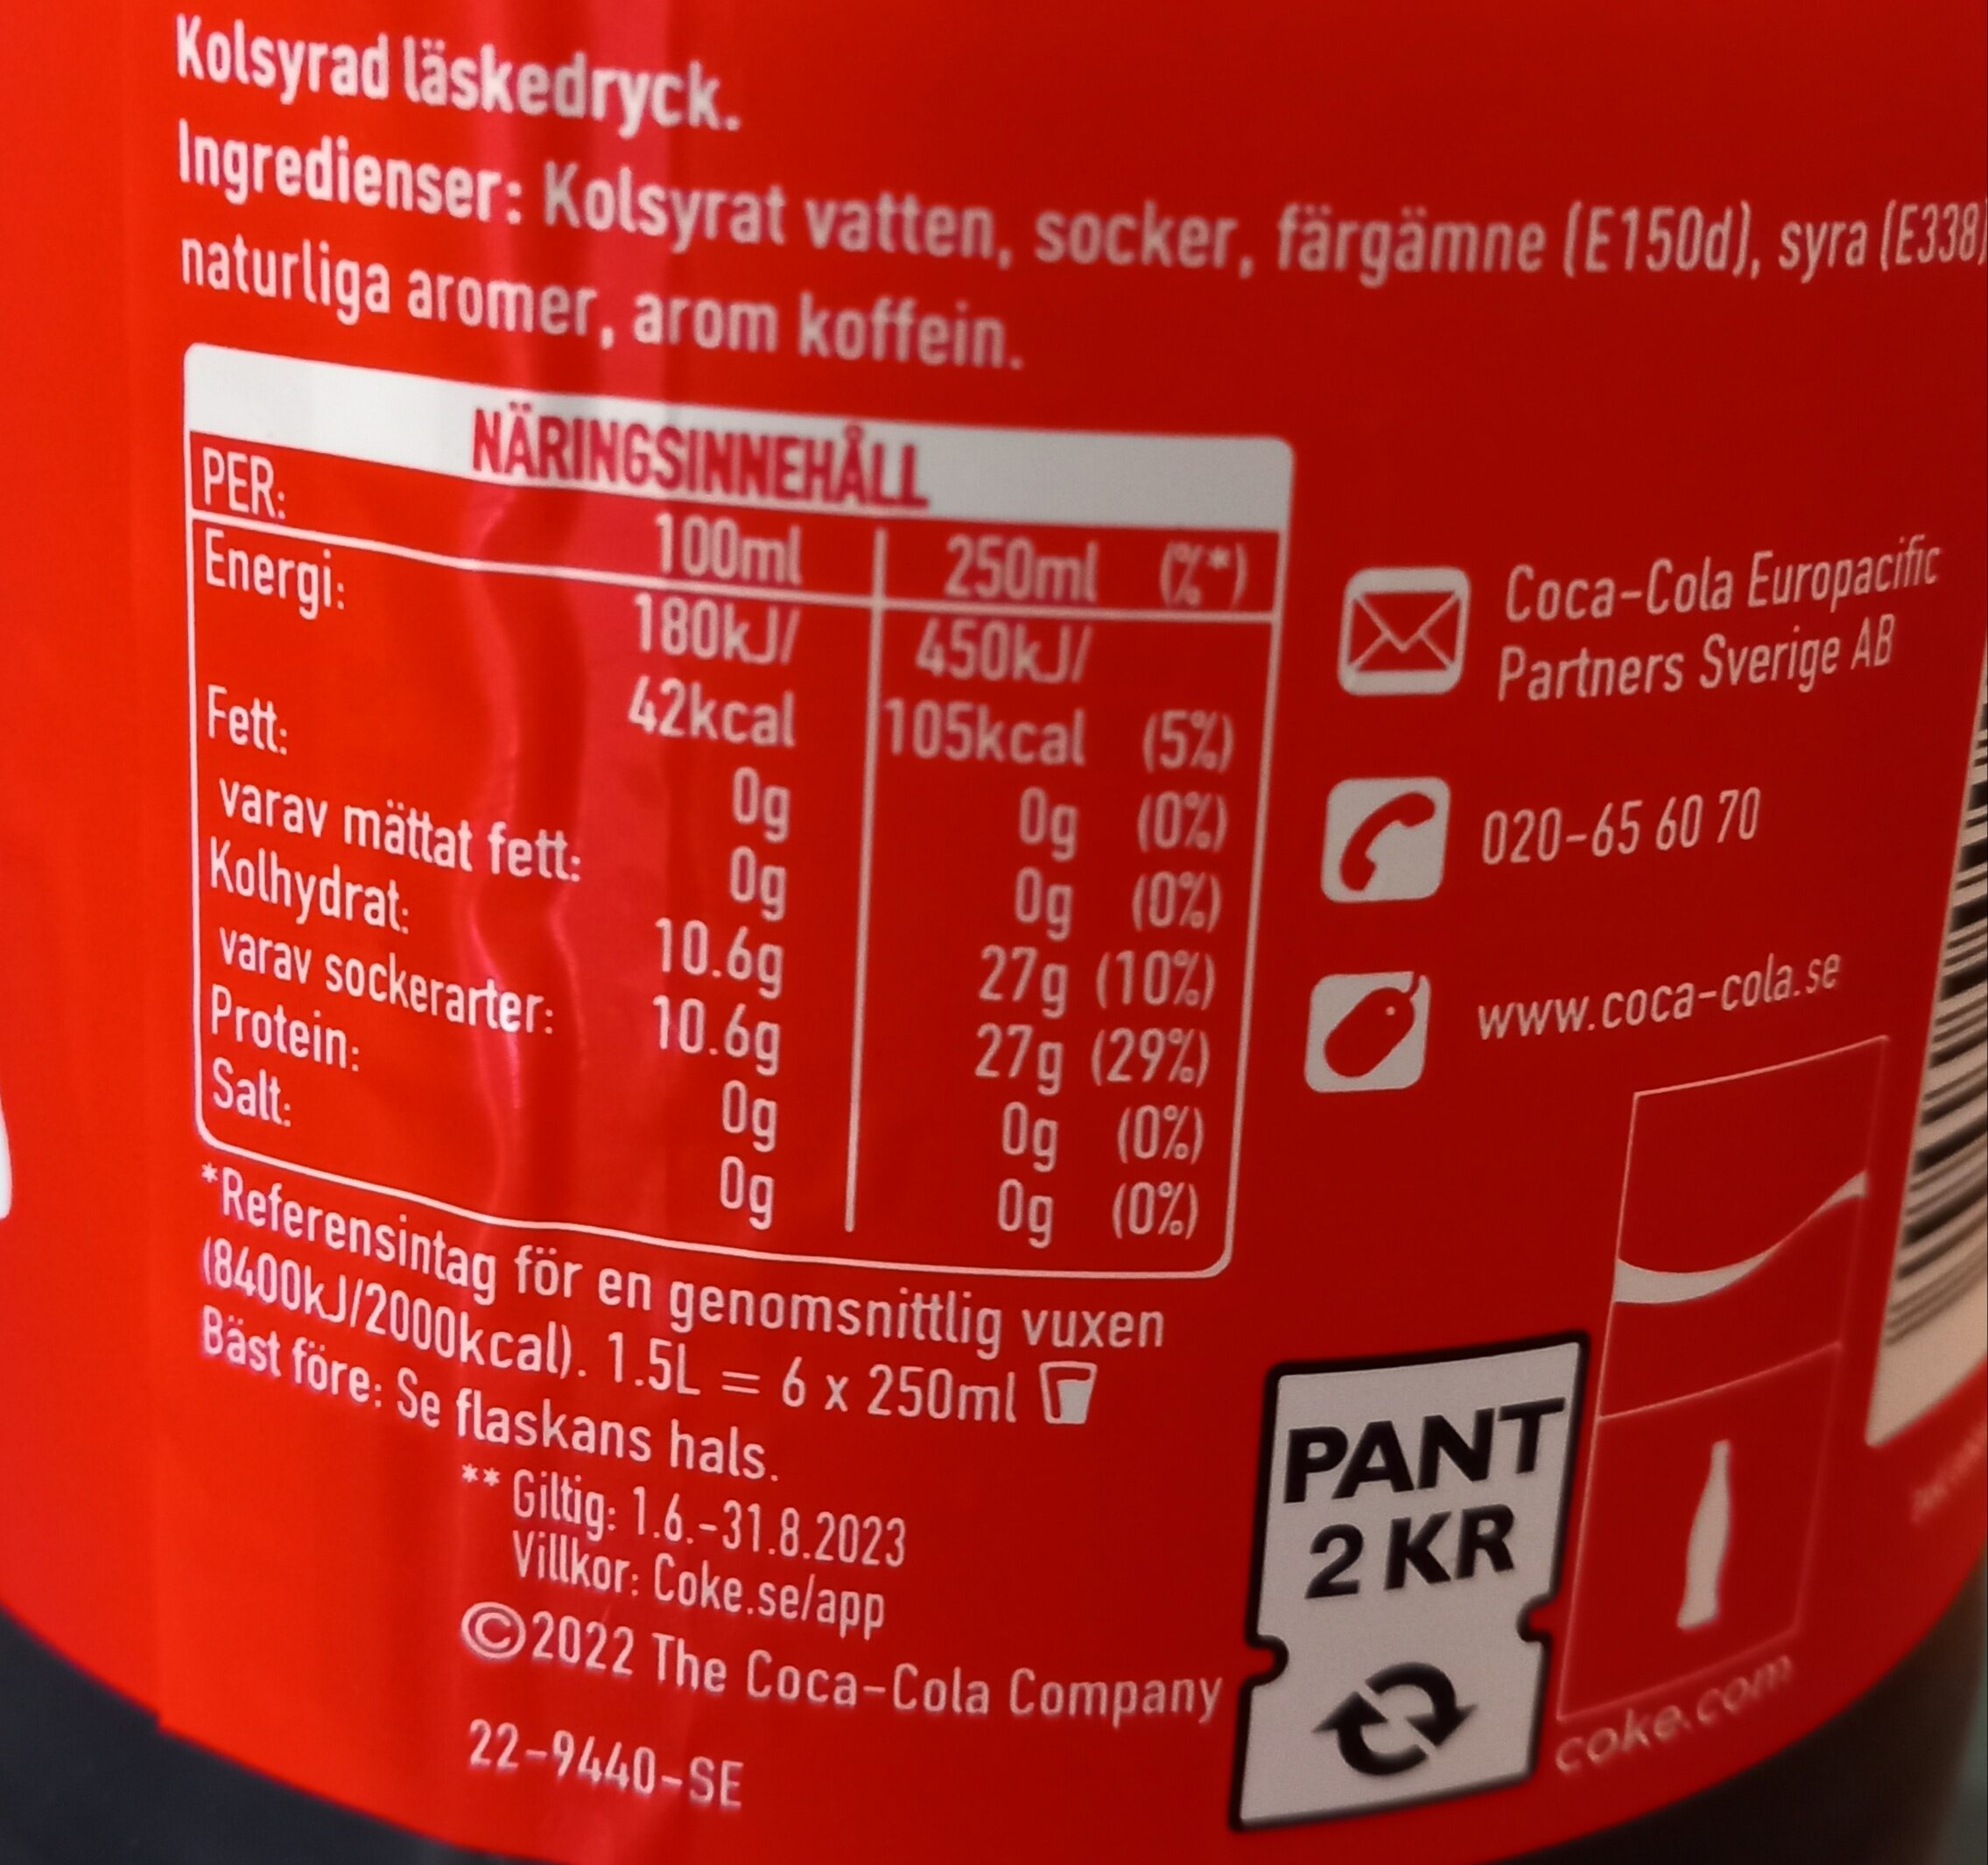 Kolsyrad läskedryck.
Ingredienser: Kolsyrat vatten, socker, färgämne (E150d), syra (E338)
naturliga aromer, arom koffein.
NÄRINGSINNEHÅLL
PER: 100ml 250ml (%*)
Energi: 180kJ/ 450kJ/
42kcal 105kcal (5%)
Fett: 0g 0g (0%)
varav mättat fett: 0g 0g (0%)
Kolhydrat: 10.6g 27g (10%)
varav sockerarter: 10.6g 27g (29%)
Protein: 0g 0g (0%)
Salt: 0g 0g (0%)
*Referensintag för en genomsnittlig vuxen
(8400kJ/2000kcal). 1.5L = 6 x 250ml
Bäst före: Se flaskans hals.
** Giltig: 1.6.-31.8.2023
Villkor: Coke.se/app
©2022 The Coca-Cola Company
22-9440-SE
Coca-Cola Europacific
Partners Sverige AB
020-65 60 70
www.coca-cola.se
PANT
2 KR
coke.com